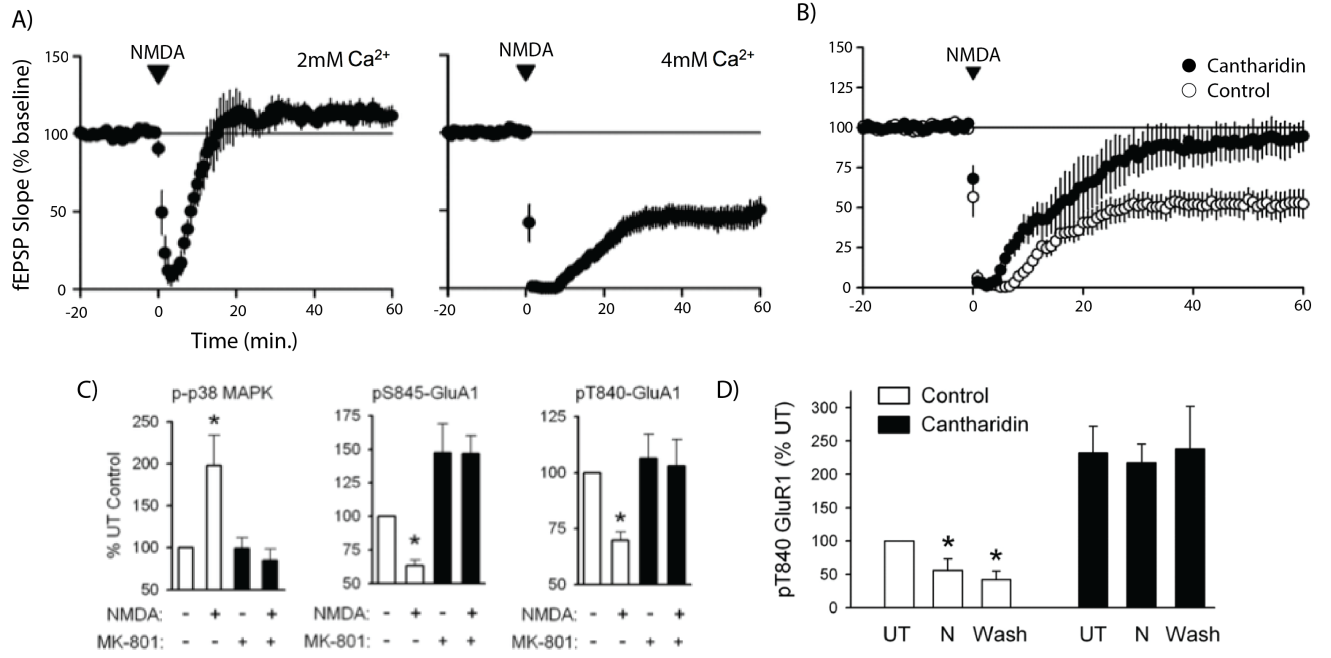 A)
NMDA
2mM Ca²⁺
NMDA
4mM Ca²⁺
fEPSP Slope (% baseline)
150
100
50
0
-20 0 20 40 60
-20 0 20 40 60
Time (min.)
B)
NMDA
Cantharidin
Control
150
125
100
75
50
25
0
-20 0 20 40 60
C)
p-p38 MAPK
% UT Control
250
200
150
100
50
*
NMDA: - + - +
MK-801: - - + +
pS845-GluA1
175
150
125
100
75
50
*
NMDA: - + - +
MK-801: - - + +
pT840-GluA1
125
100
75
50
*
NMDA: - + - +
MK-801: - - + +
D)
Control
Cantharidin
pT840 GluR1 (% UT)
300
250
200
150
100
50
0
* *
UT N Wash UT N Wash